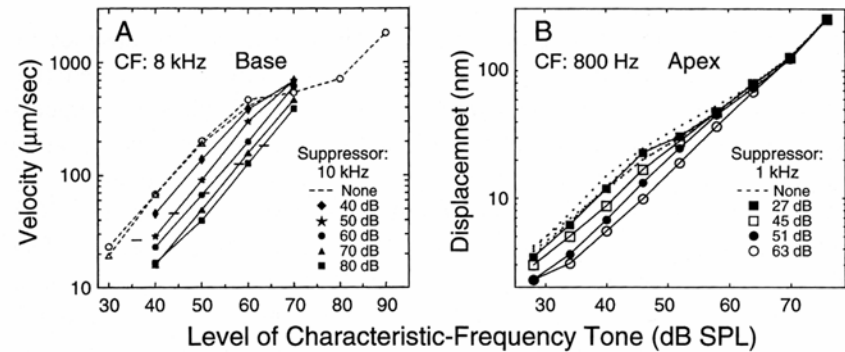 A
CF: 8 kHz Base
Velocity (μm/sec)
1000
100
10
30 40 50 60 70 80 90
Suppressor:
10 kHz
None
40 dB
50 dB
60 dB
70 dB
80 dB
B
CF: 800 Hz Apex
Displacemnet (nm)
100
10
30 40 50 60 70
Suppressor:
1 kHz
None
27 dB
45 dB
51 dB
63 dB
Level of Characteristic-Frequency Tone (dB SPL)